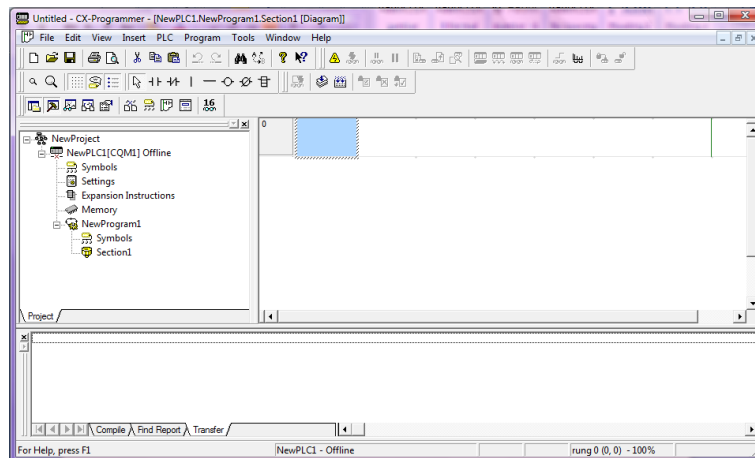 Untitled - CX-Programmer - [NewPLC1.NewProgram1.Section1 [Diagram]]
File Edit View Insert PLC Program Tools Window Help
16
NewProject
NewPLC1[CQM1] Offline
Symbols
Settings
Expansion Instructions
Memory
NewProgram1
Symbols
Section1
Project
0
Compile Find Report Transfer
For Help, press F1 NewPLC1 - Offline rung 0 (0, 0) - 100%